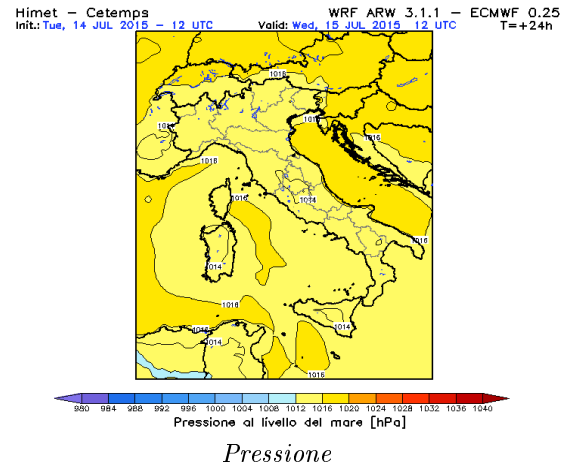 Himet – Cetemps WRF ARW 3.1.1 – ECMWF 0.25
Init.: Tue, 14 JUL 2015 – 12 UTC Valid: Wed, 15 JUL 2015 12 UTC T=+24h
1016
1016
1016
1016
1016
1014
1016
1014
1016
1016
1014
1016
1014
1016
980 984 988 992 996 1000 1004 1008 1012 1016 1020 1024 1028 1032 1036 1040
Pressione al livello del mare [hPa]
Pressione